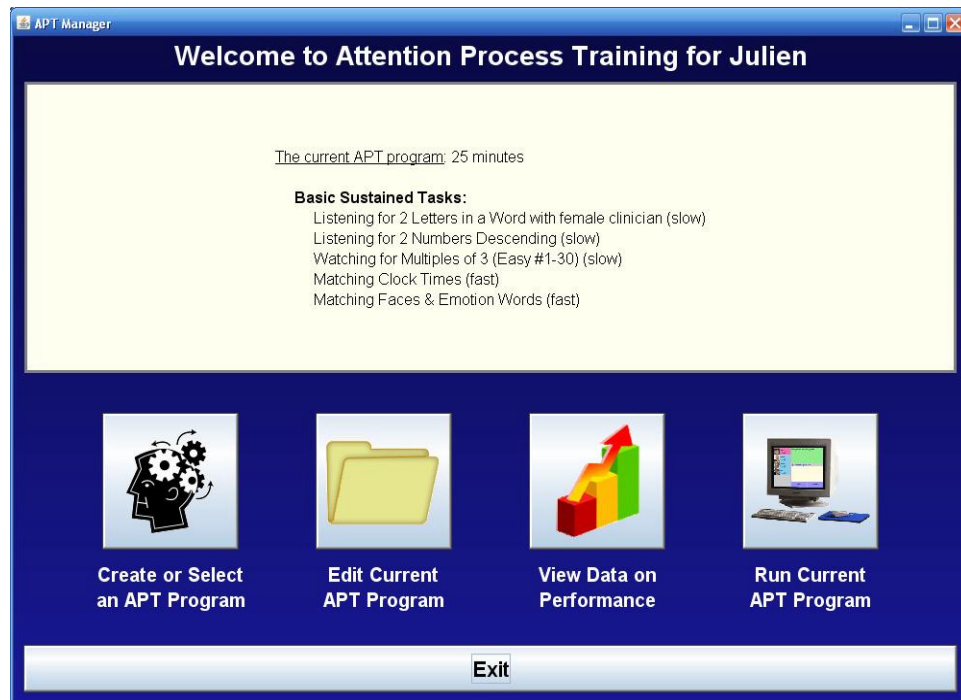 APT Manager
Welcome to Attention Process Training for Julien
The current APT program: 25 minutes
Basic Sustained Tasks:
Listening for 2 Letters in a Word with female clinician (slow)
Listening for 2 Numbers Descending (slow)
Watching for Multiples of 3 (Easy #1-30) (slow)
Matching Clock Times (fast)
Matching Faces & Emotion Words (fast)
Create or Select
an APT Program
Edit Current
APT Program
View Data on
Performance
Run Current
APT Program
Exit